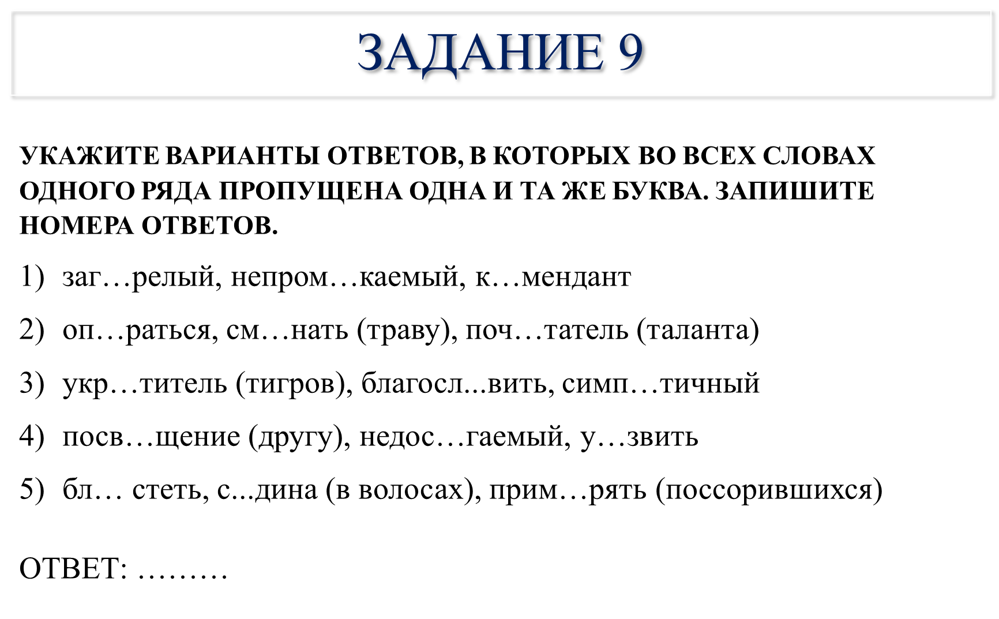 ЗАДАНИЕ 9
УКАЖИТЕ ВАРИАНТЫ ОТВЕТОВ, В КОТОРЫХ ВО ВСЕХ СЛОВАХ
ОДНОГО РЯДА ПРОПУЩЕНА ОДНА И ТА ЖЕ БУКВА. ЗАПИШИТЕ
НОМЕРА ОТВЕТОВ.
1) заг…релый, непром…каемый, к…мендант
2) оп…раться, см…нать (траву), поч…татель (таланта)
3) укр…титель (тигров), благосл...вить, симп…тичный
4) посв…щение (другу), недос…гаемый, у…звить
5) бл… стеть, с...дина (в волосах), прим…рять (поссорившихся)
ОТВЕТ: ………